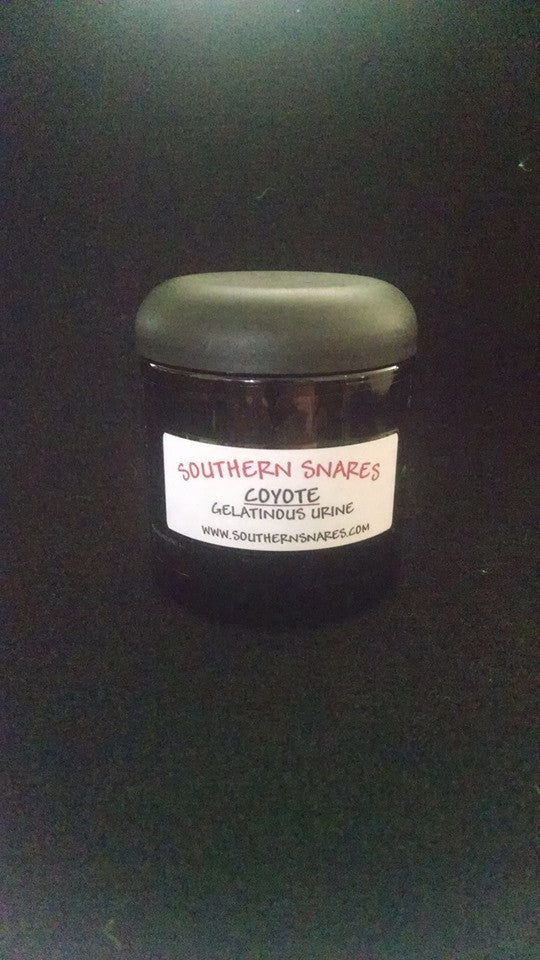 SOUTHERN SNARES
COYOTE
GELATINOUS URINE
WWW.SOUTHERNSNARES.COM